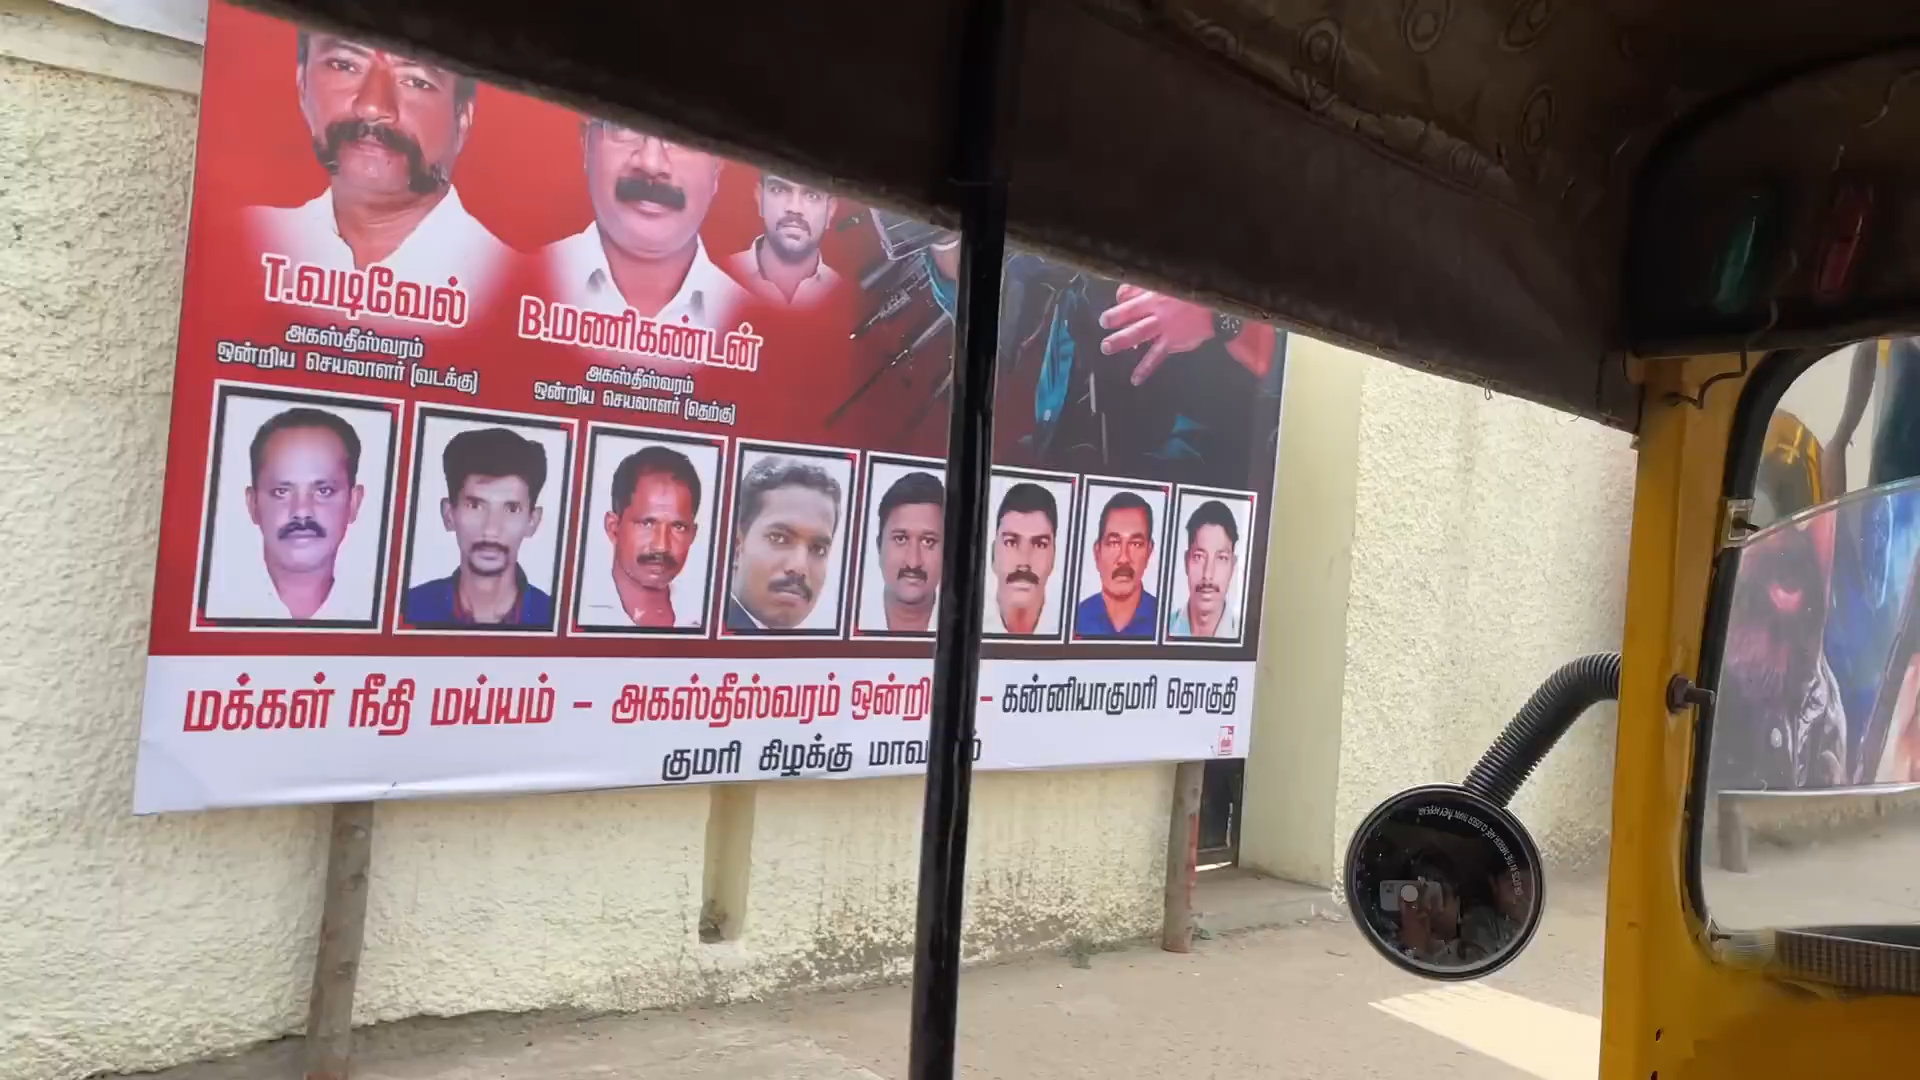 T.வடிவேல்
அகஸ்தீஸ்வரம்
ஒன்றிய செயலாளர் (வடக்கு)
B.மணிகண்டன்
அகஸ்தீஸ்வரம்
ஒன்றிய செயலாளர் (தெற்கு)
மக்கள் நீதி மய்யம் - அகஸ்தீஸ்வரம் - கன்னியாகுமரி தொகுதி
குமரி கிழக்கு